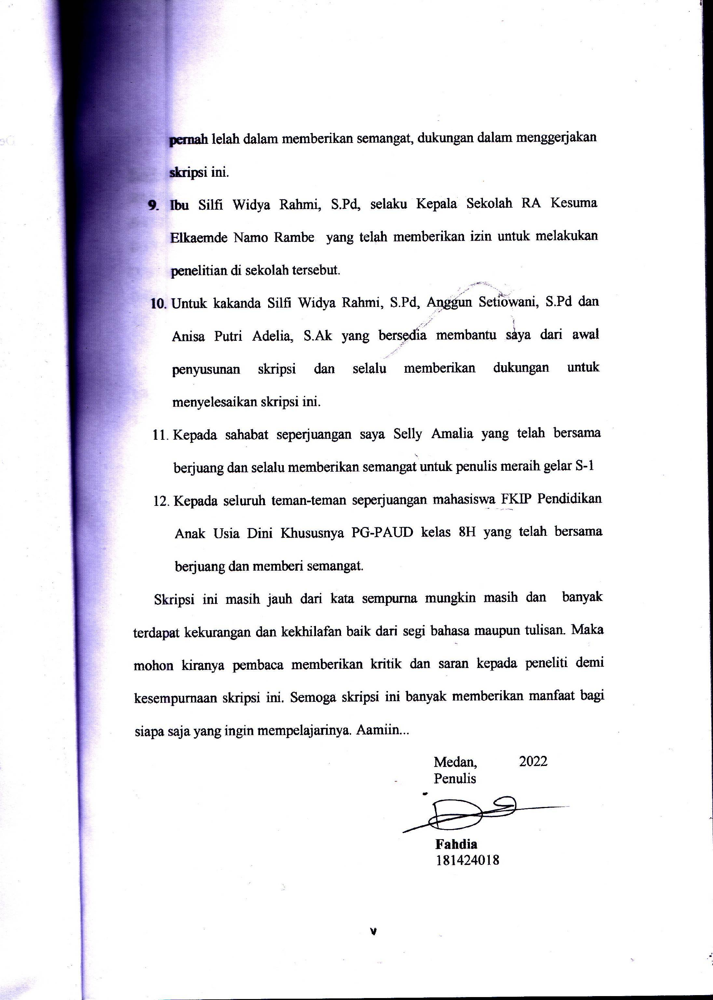 pernah lelah dalam memberikan semangat, dukungan dalam menggerjakan
skripsi ini.
9. Ibu Silfi Widya Rahmi, S.Pd, selaku Kepala Sekolah RA Kesuma
Elkaemde Namo Rambe yang telah memberikan izin untuk melakukan
penelitian di sekolah tersebut.
10. Untuk kakanda Silfi Widya Rahmi, S.Pd, Anggun Setiowani, S.Pd dan
Anisa Putri Adelia, S.Ak yang bersedia membantu saya dari awal
penyusunan skripsi dan selalu memberikan dukungan untuk
menyelesaikan skripsi ini.
11. Kepada sahabat seperjuangan saya Selly Amalia yang telah bersama
berjuang dan selalu memberikan semangat untuk penulis meraih gelar S-1
12. Kepada seluruh teman-teman seperjuangan mahasiswa FKIP Pendidikan
Anak Usia Dini Khususnya PG-PAUD kelas 8H yang telah bersama
berjuang dan memberi semangat.
Skripsi ini masih jauh dari kata sempurna mungkin masih dan banyak
terdapat kekurangan dan kekhilafan baik dari segi bahasa maupun tulisan. Maka
mohon kiranya pembaca memberikan kritik dan saran kepada peneliti demi
kesempurnaan skripsi ini. Semoga skripsi ini banyak memberikan manfaat bagi
siapa saja yang ingin mempelajarinya. Aamiin...
Medan, 2022
Penulis
Fahdia
181424018
v